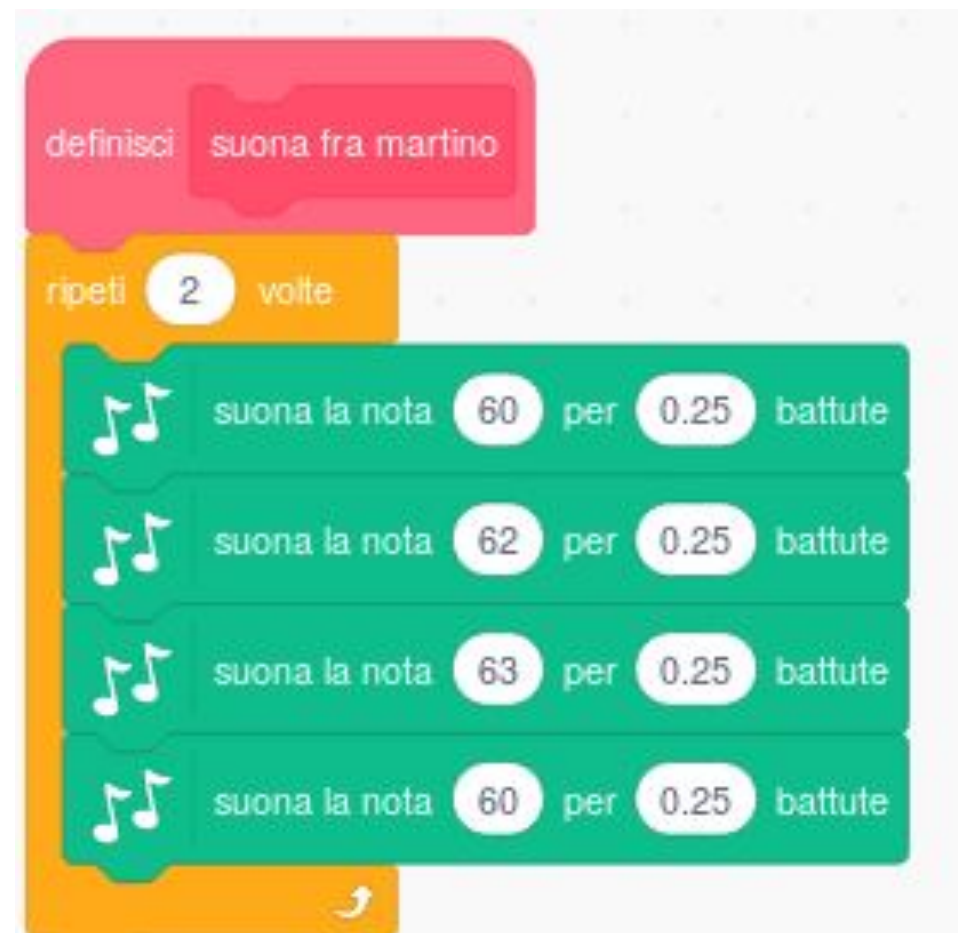 definisci suona fra martino
ripeti 2 volte
suona la nota 60 per 0.25 battute
suona la nota 62 per 0.25 battute
suona la nota 63 per 0.25 battute
suona la nota 60 per 0.25 battute